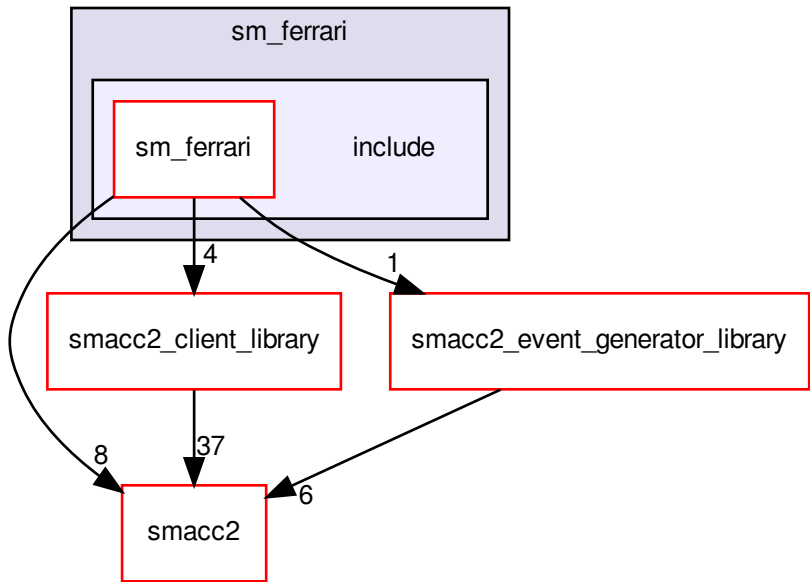 sm_ferrari
sm_ferrari
include
4
1
smacc2_client_library
smacc2_event_generator_library
8
37
6
smacc2